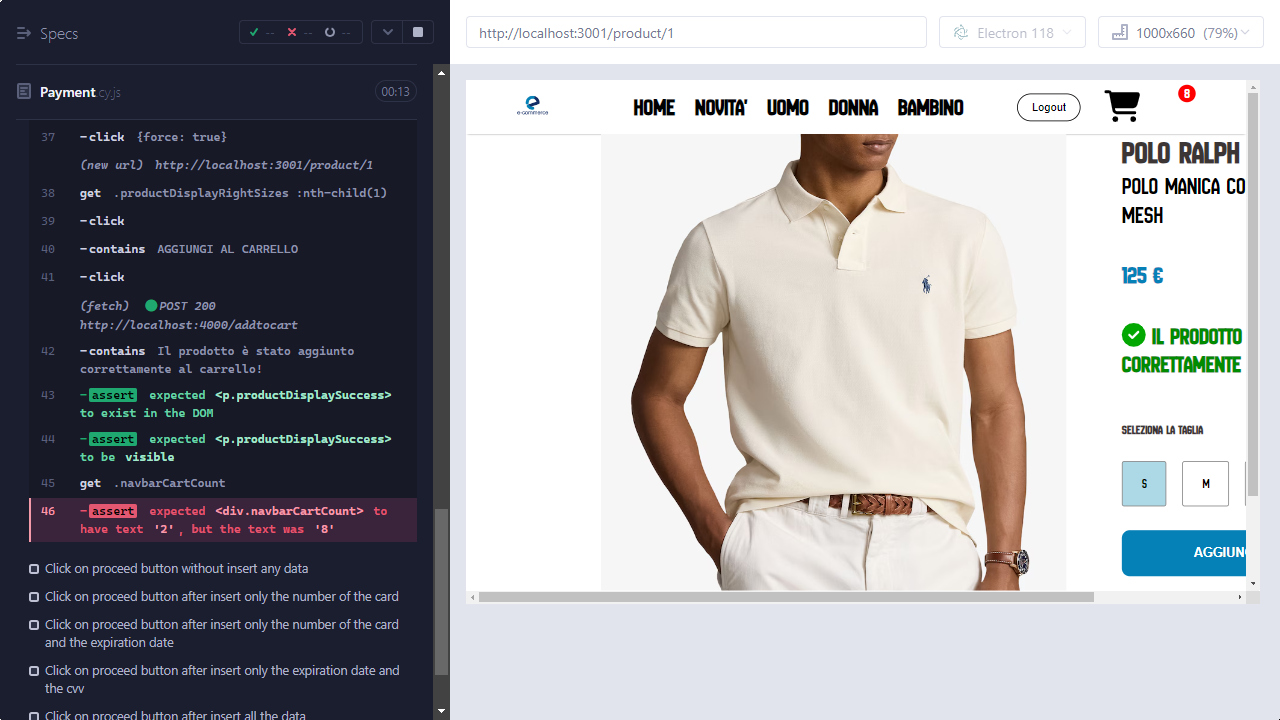 Specs
-- -- --
Payment cy.js
00:13
37 -click {force: true}
(new url) http://localhost:3001/product/1
38 get .productDisplayRightSizes :nth-child(1)
39 -click
40 -contains AGGIUNGI AL CARRELLO
41 -click
(fetch) POST 200
http://localhost:4000/addtocart
42 -contains Il prodotto è stato aggiunto
correttamente al carrello!
43 -assert expected <p.productDisplaySuccess>
to exist in the DOM
44 -assert expected <p.productDisplaySuccess>
to be visible
45 get .navbarCartCount
46 -assert expected <div.navbarCartCount> to
have text '2', but the text was '8'
Click on proceed button without insert any data
Click on proceed button after insert only the number of the card
Click on proceed button after insert only the number of the card
and the expiration date
Click on proceed button after insert only the expiration date and
the cvv
Click on proceed button after insert all the data
http://localhost:3001/product/1
Electron 118
1000x660 (79%)
e-commerce
HOME NOVITA' UOMO DONNA BAMBINO
Logout
8
POLO RALPH
POLO MANICA CO
MESH
125 €
IL PRODOTTO
CORRETTAMENTE
SELEZIONA LA TAGLIA
S M
AGGIUN